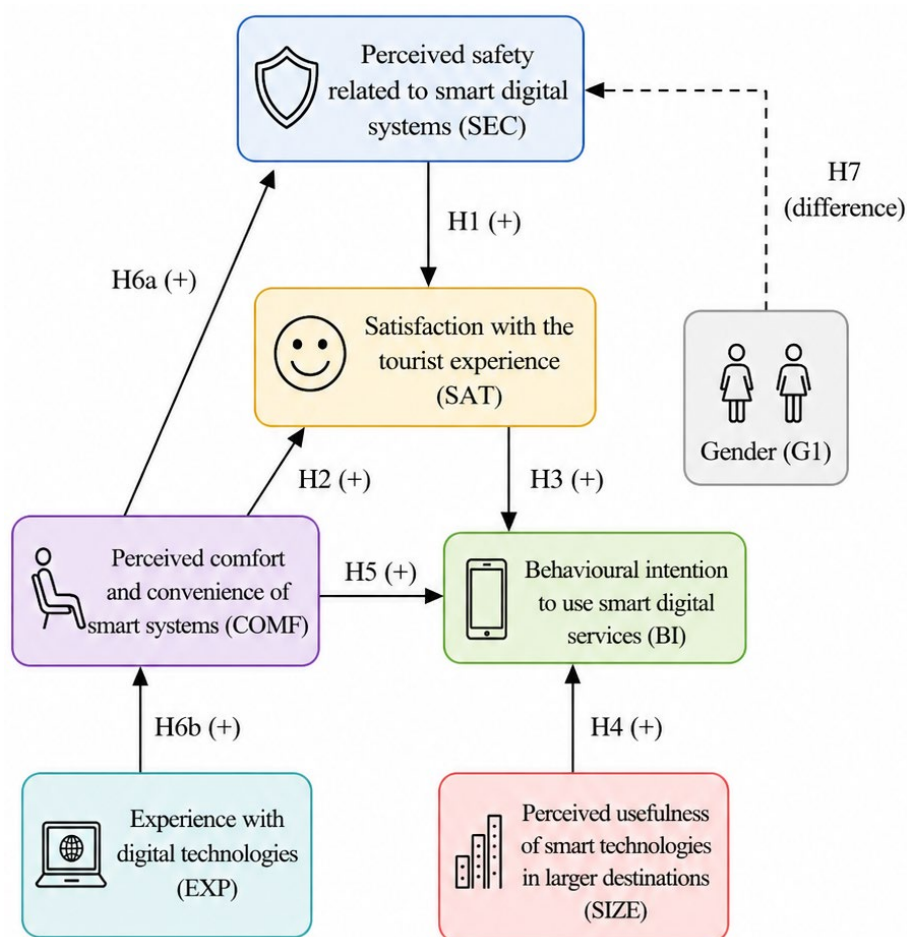 Perceived safety
related to smart digital
systems (SEC)
H7
(difference)
H1 (+)
H6a (+)
Satisfaction with the
tourist experience
(SAT)
Gender (G1)
H2 (+)
H3 (+)
Perceived comfort
and convenience of
smart systems (COMF)
H5 (+)
Behavioural intention
to use smart digital
services (BI)
H6b (+)
H4 (+)
Experience with
digital technologies
(EXP)
Perceived usefulness
of smart technologies
in larger destinations
(SIZE)